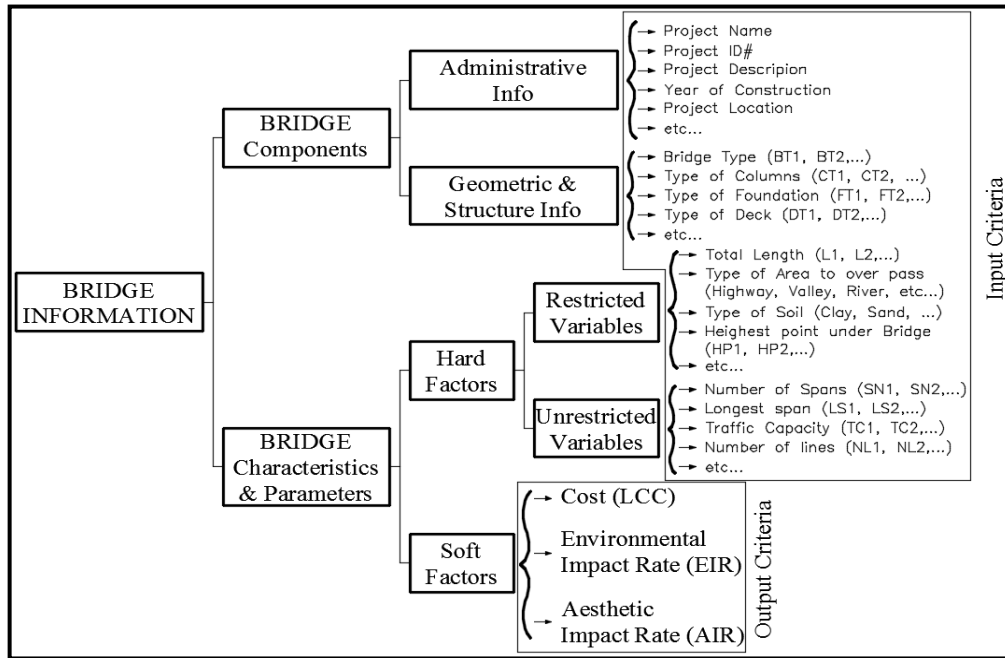 BRIDGE
INFORMATION
BRIDGE
Components
Administrative
Info
→ Project Name
→ Project ID#
→ Project Descripion
→ Year of Construction
→ Project Location
→ etc...
Geometric &
Structure Info
→ Bridge Type (BT1, BT2,...)
→ Type of Columns (CT1, CT2, ...)
→ Type of Foundation (FT1, FT2,...)
→ Type of Deck (DT1, DT2,...)
→ etc...
BRIDGE
Characteristics
& Parameters
Hard
Factors
Restricted
Variables
→ Total Length (L1, L2,...)
→ Type of Area to over pass
(Highway, Valley, River, etc...)
→ Type of Soil (Clay, Sand, ...)
→ Heighest point under Bridge
(HP1, HP2,...)
→ etc...
Unrestricted
Variables
→ Number of Spans (SN1, SN2,...)
→ Longest span (LS1, LS2,...)
→ Traffic Capacity (TC1, TC2,...)
→ Number of lines (NL1, NL2,...)
→ etc...
Soft
Factors
→ Cost (LCC)
→ Environmental
Impact Rate (EIR)
→ Aesthetic
Impact Rate (AIR)
Input Criteria
Output Criteria